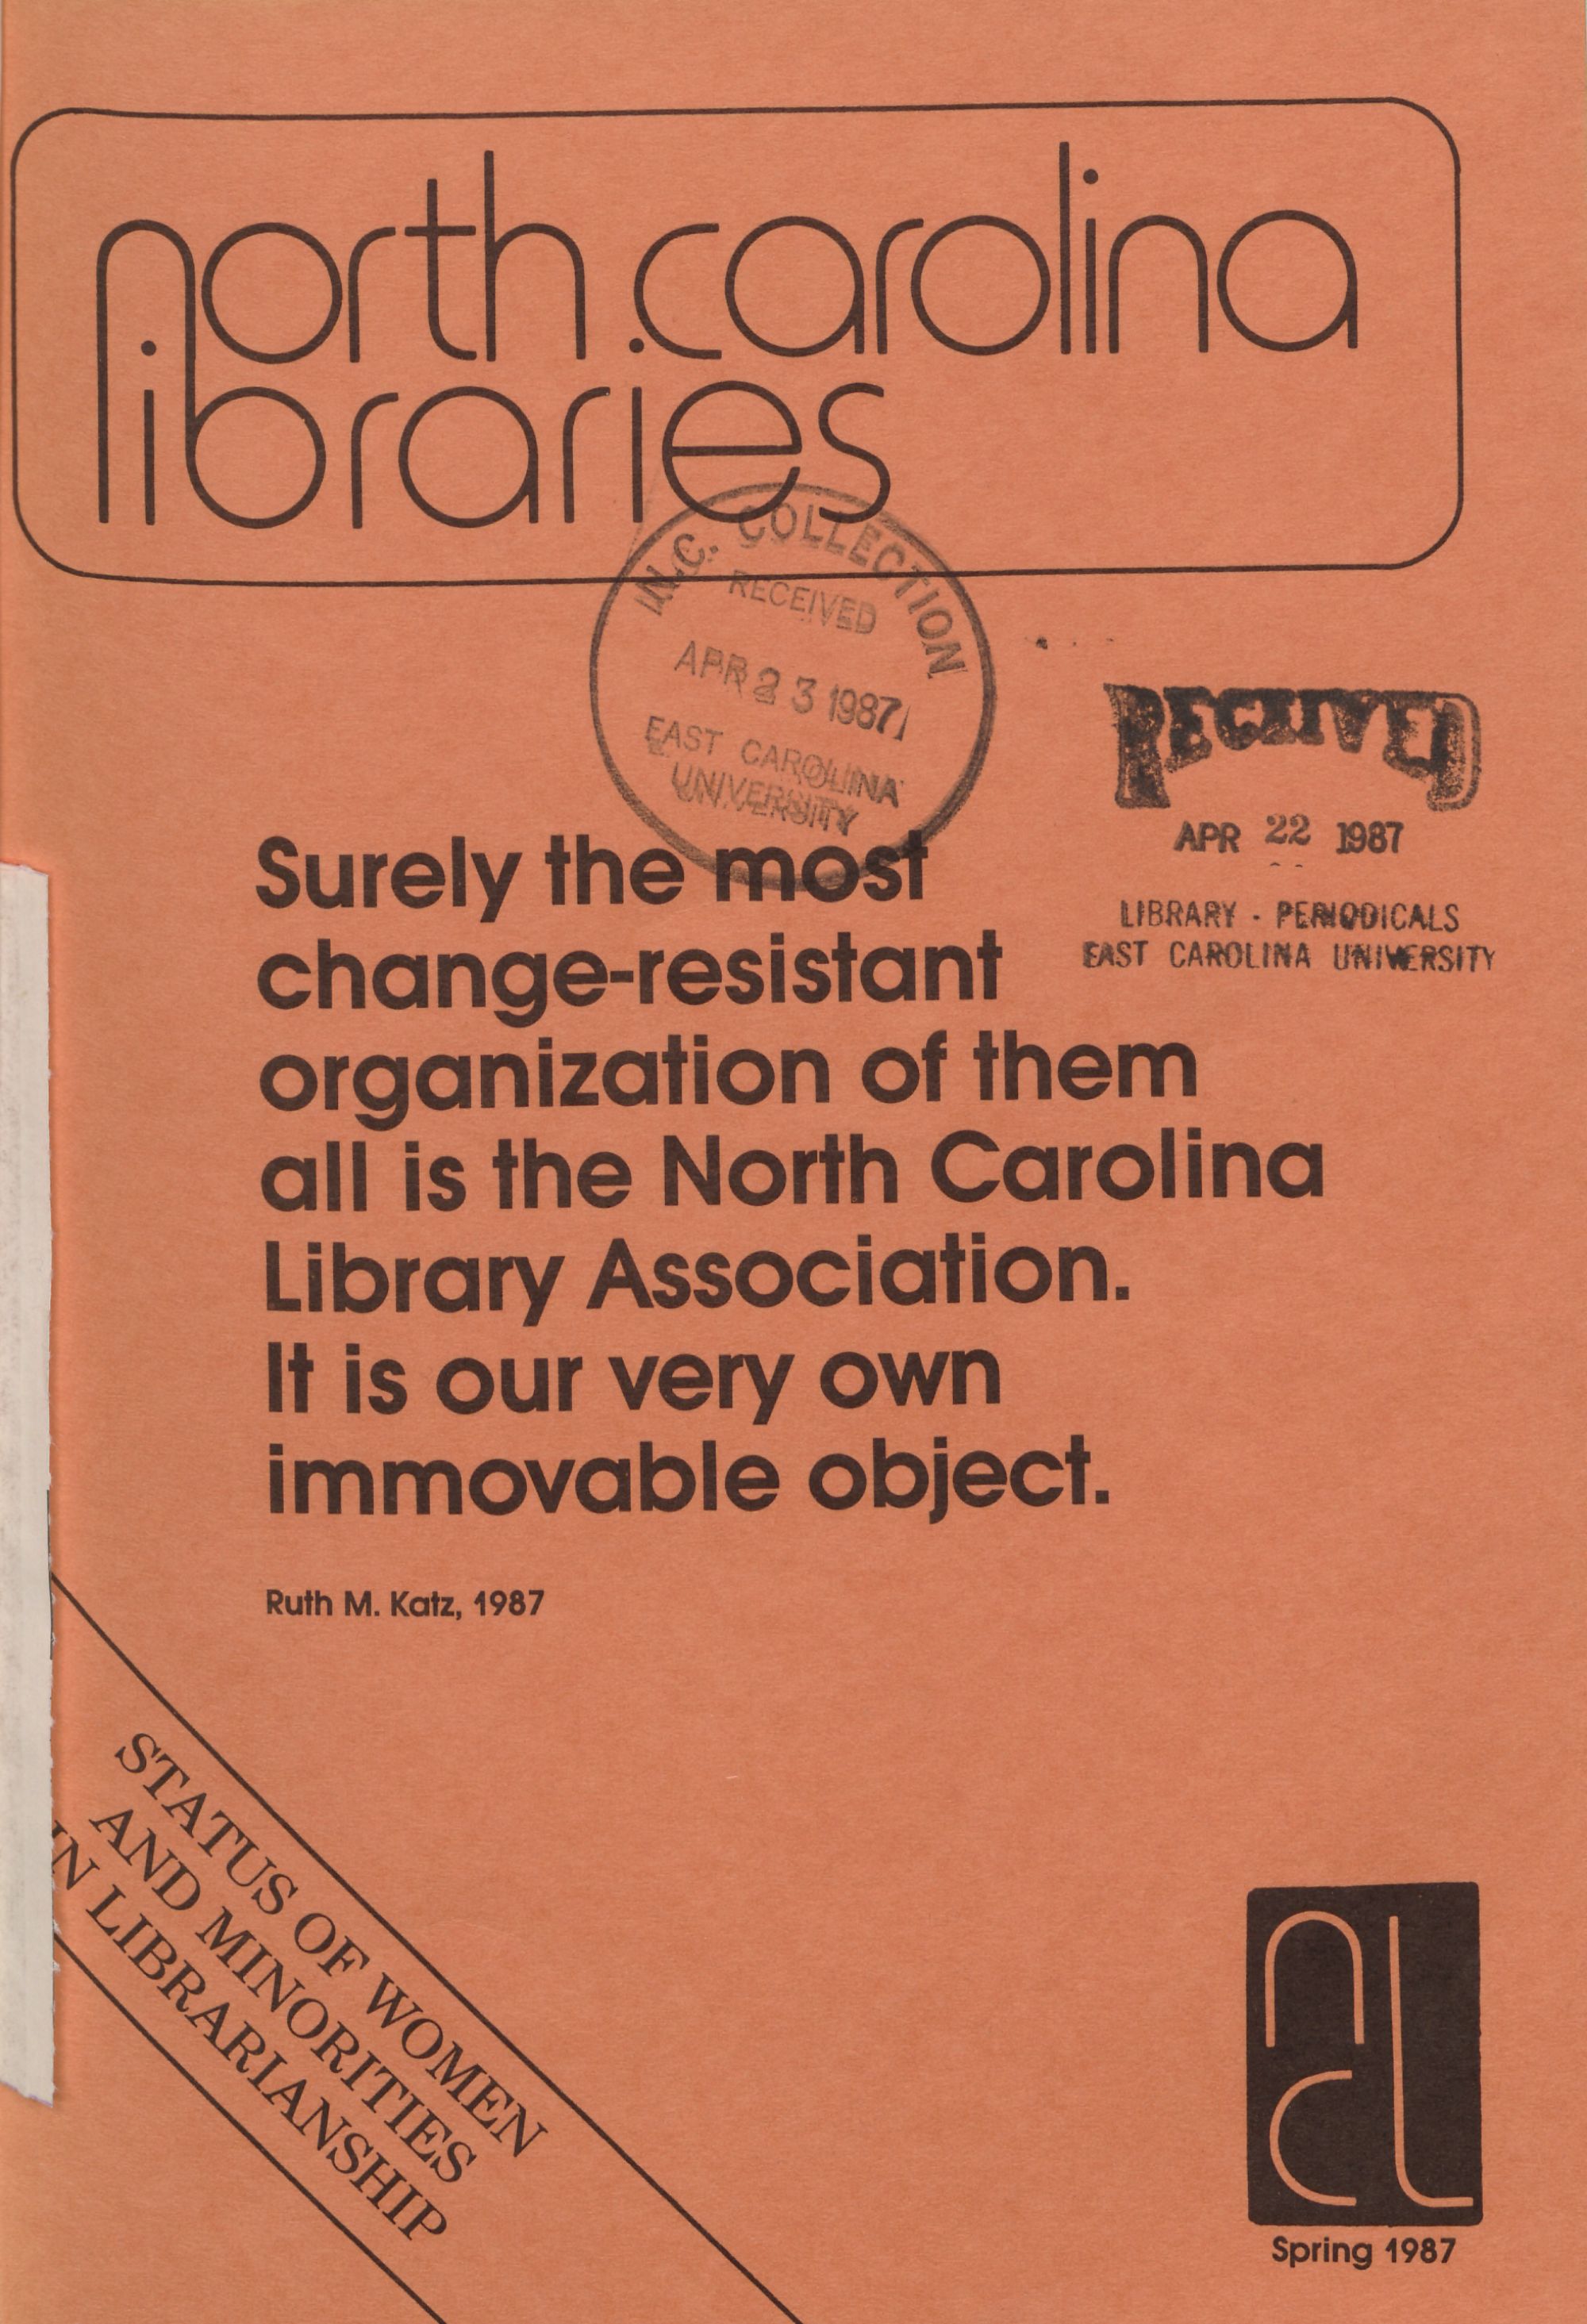 north carolina
libraries
N.C. COLLECTION
RECEIVED
APR 23 1987
EAST CAROLINA
UNIVERSITY
RECEIVED
APR 22 1987
LIBRARY - PERIODICALS
EAST CAROLINA UNIVERSITY
Surely the most
change-resistant
organization of them
all is the North Carolina
Library Association.
It is our very own
immovable object.
Ruth M. Katz, 1987
STATUS OF WOMEN
AND MINORITIES
IN LIBRARIANSHIP
ncl
Spring 1987